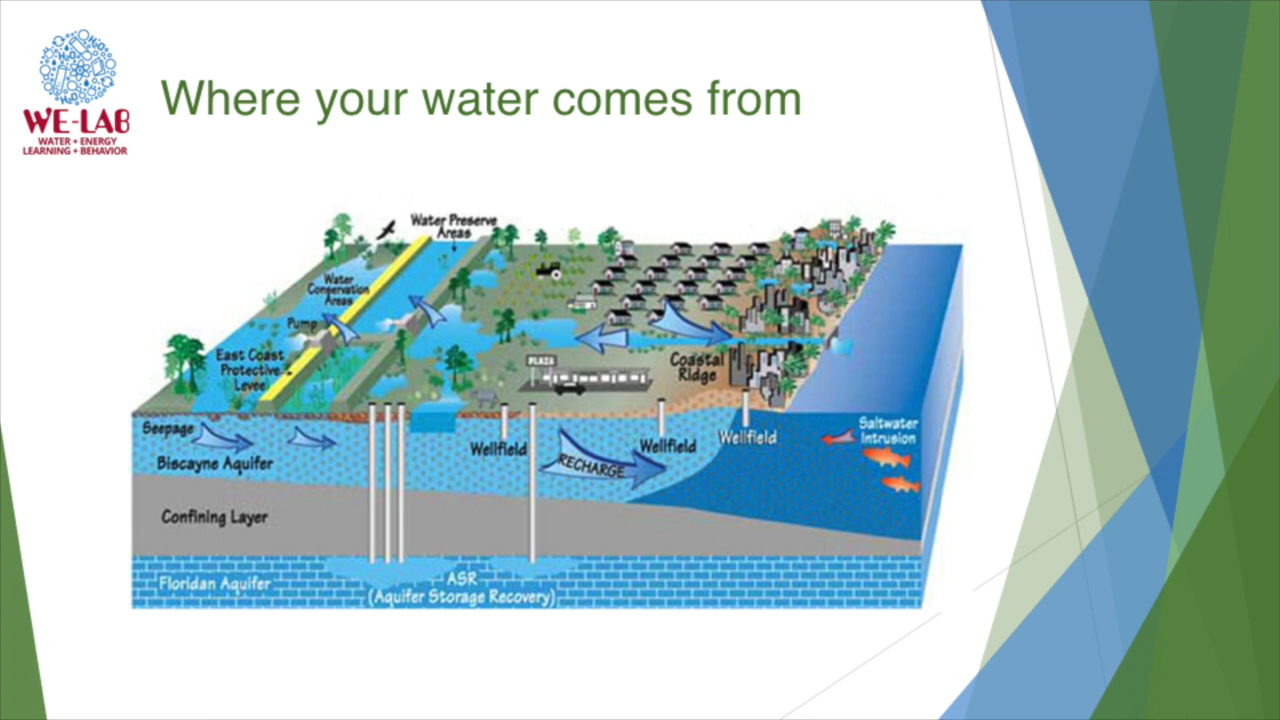 WE-LAB
WATER + ENERGY
LEARNING + BEHAVIOR
Where your water comes from
Water Preserve
Areas
Water
Conservation
Areas
Pump
East Coast
Protective
Levee
PLAZA
Coastal
Ridge
Seepage
Biscayne Aquifer
Wellfield
RECHARGE
Wellfield
Wellfield
Saltwater
Intrusion
Confining Layer
Floridan Aquifer
ASR
(Aquifer Storage Recovery)